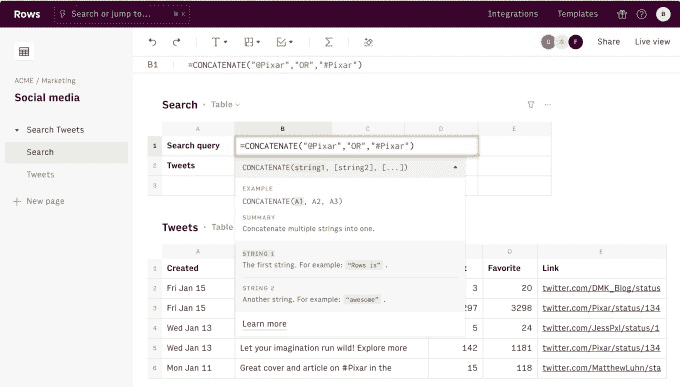 Rows
Search or jump to...
⌘ K
Integrations
Templates
B
Share
Live view
B1
=CONCATENATE("@Pixar","OR","#Pixar")
ACME / Marketing
Social media
Search Tweets
Search
Tweets
New page
Search · Table
A B C D E
1 Search query =CONCATENATE("@Pixar","OR","#Pixar")
2 Tweets
3
CONCATENATE(string1, [string2], [...])
EXAMPLE
CONCATENATE(A1, A2, A3)
SUMMARY
Concatenate multiple strings into one.
STRING 1
The first string. For example: "Rows is" .
STRING 2
Another string. For example: "awesome" .
Learn more
Tweets · Table
A D E
1 Created Favorite Link
2 Fri Jan 15 3 20 twitter.com/DMK_Blog/status
3 Fri Jan 15 297 3298 twitter.com/Pixar/status/134
4 Wed Jan 13 5 24 twitter.com/JessPxl/status/1
5 Wed Jan 13 Let your imagination run wild! Explore more 142 1181 twitter.com/Pixar/status/134
6 Mon Jan 11 Great cover and article on #Pixar in the 15 118 twitter.com/MatthewLuhn/sta